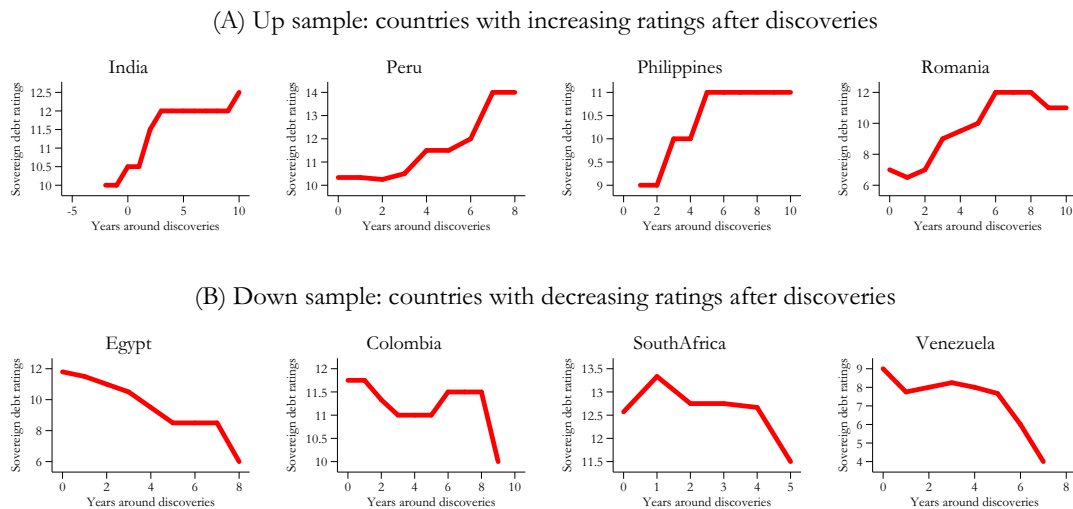 (A) Up sample: countries with increasing ratings after discoveries
India
Sovereign debt ratings
12.5
12
11.5
11
10.5
10
-5 0 5 10
Years around discoveries
Peru
Sovereign debt ratings
14
13
12
11
10
0 2 4 6 8
Years around discoveries
Philippines
Sovereign debt ratings
11
10.5
10
9.5
9
0 2 4 6 8 10
Years around discoveries
Romania
Sovereign debt ratings
12
10
8
6
0 2 4 6 8 10
Years around discoveries
(B) Down sample: countries with decreasing ratings after discoveries
Egypt
Sovereign debt ratings
12
10
8
6
0 2 4 6 8
Years around discoveries
Colombia
Sovereign debt ratings
12
11.5
11
10.5
10
0 2 4 6 8 10
Years around discoveries
SouthAfrica
Sovereign debt ratings
13.5
13
12.5
12
11.5
0 1 2 3 4 5
Years around discoveries
Venezuela
Sovereign debt ratings
9
8
7
6
5
4
0 2 4 6 8
Years around discoveries